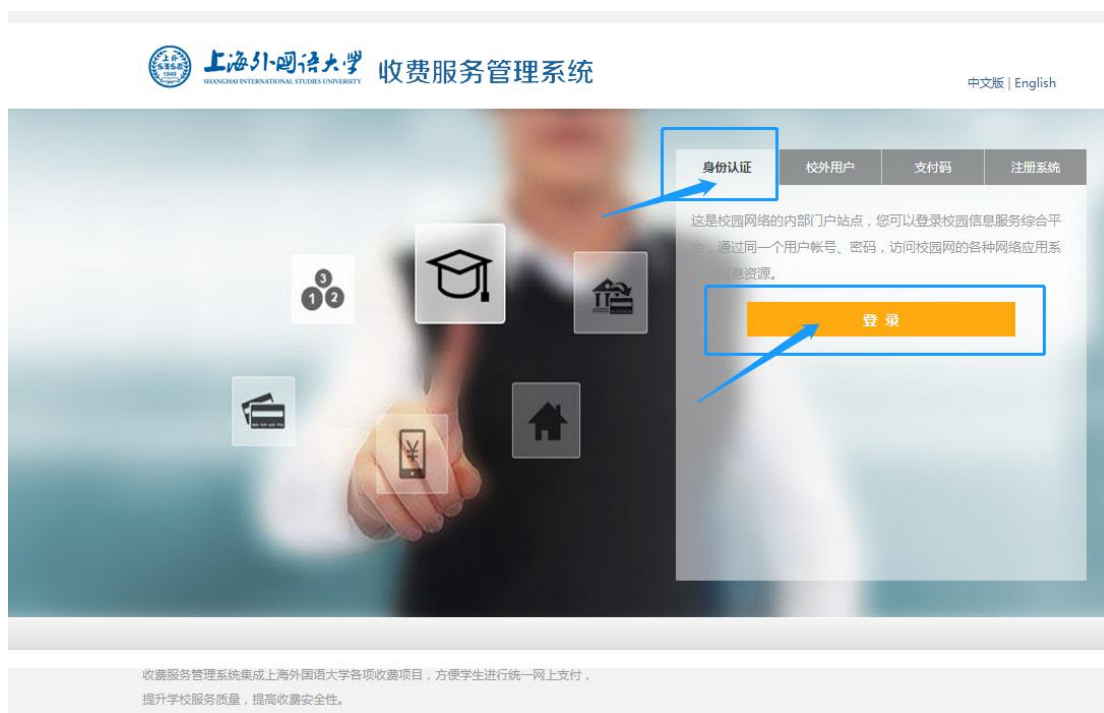 上海外国语大学
SHANGHAI INTERNATIONAL STUDIES UNIVERSITY
收费服务管理系统
中文版 | English
身份认证
校外用户
支付码
注册系统
这是校园网络的内部门户站点，您可以登录校园信息服务综合平
台，通过同一个用户帐号、密码，访问校园网的各种网络应用系
息资源。
登 录
3
1 2
¥
收费服务管理系统集成上海外国语大学各项收费项目，方便学生进行统一网上支付，
提升学校服务质量，提高收费安全性。